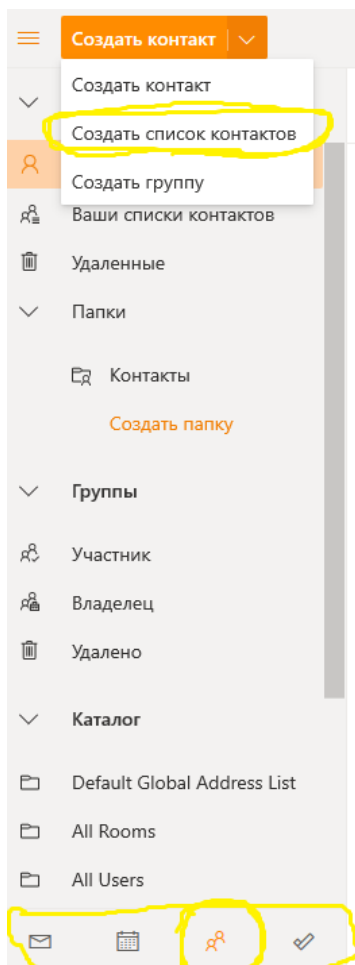 Создать контакт
Создать контакт
Создать список контактов
Создать группу
Ваши списки контактов
Удаленные
Папки
Контакты
Создать папку
Группы
Участник
Владелец
Удалено
Каталог
Default Global Address List
All Rooms
All Users